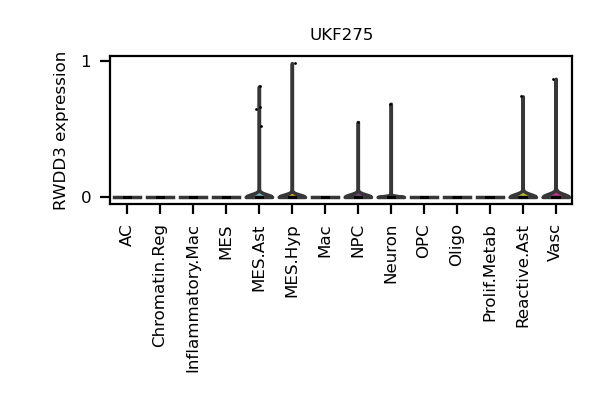 UKF275
RWDD3 expression
1
0
AC
Chromatin.Reg
Inflammatory.Mac
MES
MES.Ast
MES.Hyp
Mac
NPC
Neuron
OPC
Oligo
Prolif.Metab
Reactive.Ast
Vasc